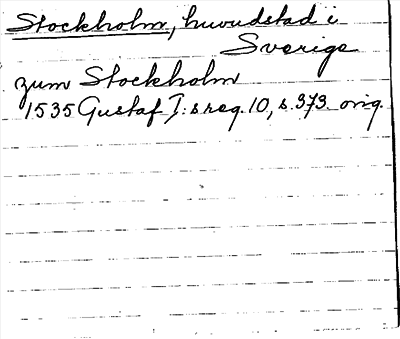 Stockholm, huvudstad i
Sverige
zum Stockholm
1535 Gustaf I:s reg. 10, s. 373. orig.